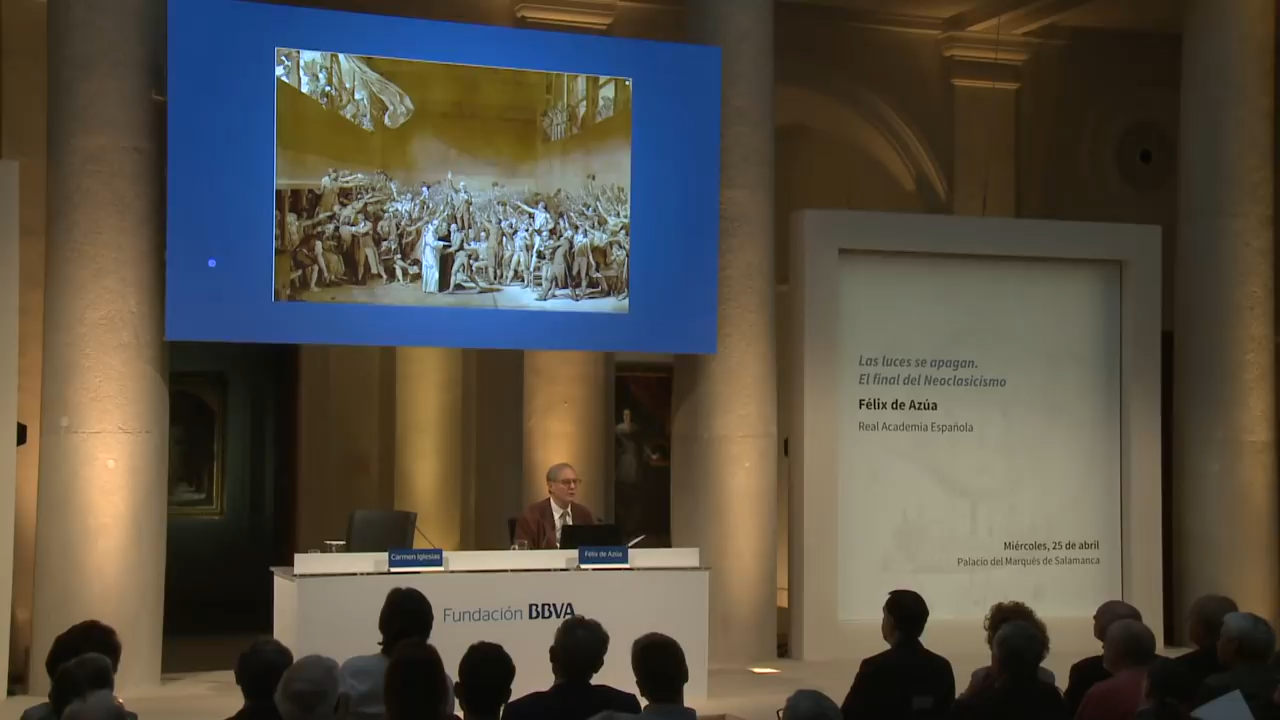 Las luces se apagan.
El final del Neoclasicismo
Félix de Azúa
Real Academia Española
Miércoles, 25 de abril
Palacio del Marqués de Salamanca
Carmen Iglesias
Félix de Azúa
Fundación BBVA